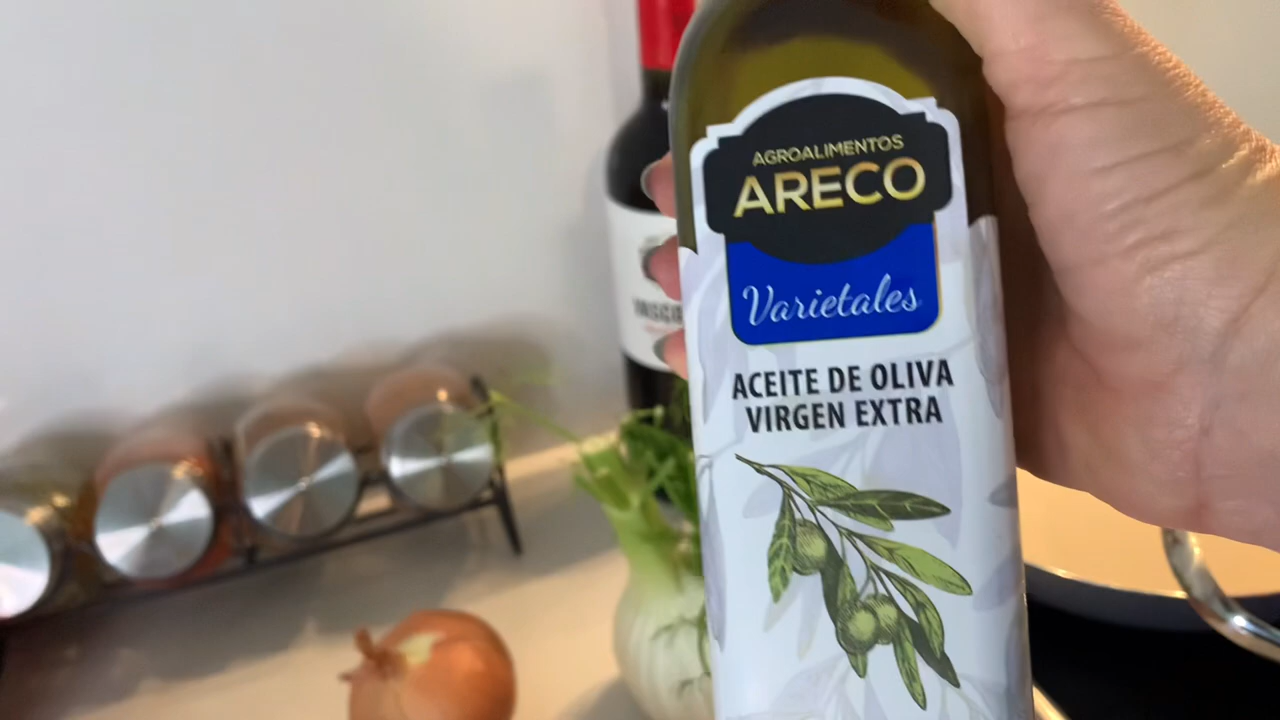 AGROALIMENTOS
ARECO
Varietales
ACEITE DE OLIVA
VIRGEN EXTRA